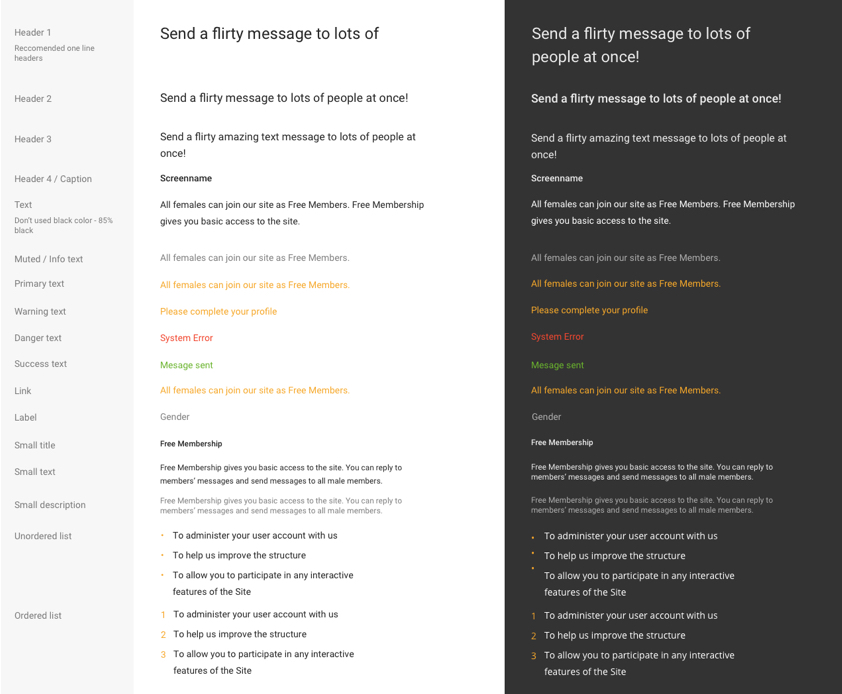 Header 1
Reccomended one line
headers
Send a flirty message to lots of
Send a flirty message to lots of
people at once!
Header 2
Send a flirty message to lots of people at once!
Send a flirty message to lots of people at once!
Header 3
Send a flirty amazing text message to lots of people at
once!
Send a flirty amazing text message to lots of people at
once!
Header 4 / Caption
Screenname
Screenname
Text
Don't used black color - 85%
black
All females can join our site as Free Members. Free Membership
gives you basic access to the site.
All females can join our site as Free Members. Free Membership
gives you basic access to the site.
Muted / Info text
All females can join our site as Free Members.
All females can join our site as Free Members.
Primary text
All females can join our site as Free Members.
All females can join our site as Free Members.
Warning text
Please complete your profile
Please complete your profile
Danger text
System Error
System Error
Success text
Mesage sent
Mesage sent
Link
All females can join our site as Free Members.
All females can join our site as Free Members.
Label
Gender
Gender
Small title
Free Membership
Free Membership
Small text
Free Membership gives you basic access to the site. You can reply to
members' messages and send messages to all male members.
Free Membership gives you basic access to the site. You can reply to
members' messages and send messages to all male members.
Small description
Free Membership gives you basic access to the site. You can reply to
members' messages and send messages to all male members.
Free Membership gives you basic access to the site. You can reply to
members' messages and send messages to all male members.
Unordered list
• To administer your user account with us
• To help us improve the structure
• To allow you to participate in any interactive
features of the Site
• To administer your user account with us
• To help us improve the structure
• To allow you to participate in any interactive
features of the Site
Ordered list
1 To administer your user account with us
2 To help us improve the structure
3 To allow you to participate in any interactive
features of the Site
1 To administer your user account with us
2 To help us improve the structure
3 To allow you to participate in any interactive
features of the Site